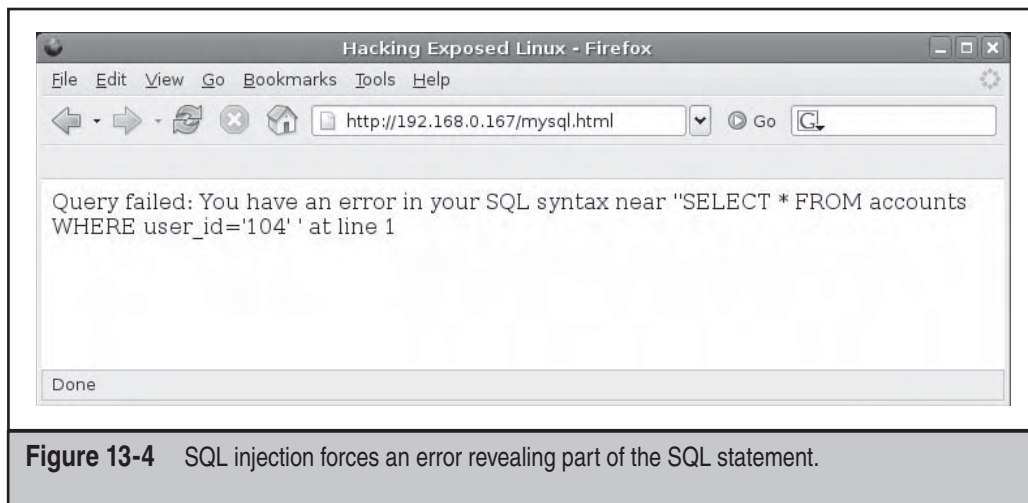 Hacking Exposed Linux - Firefox
File Edit View Go Bookmarks Tools Help
http://192.168.0.167/mysql.html Go G
Query failed: You have an error in your SQL syntax near "SELECT * FROM accounts
WHERE user_id='104' ' at line 1
Done
Figure 13-4 SQL injection forces an error revealing part of the SQL statement.